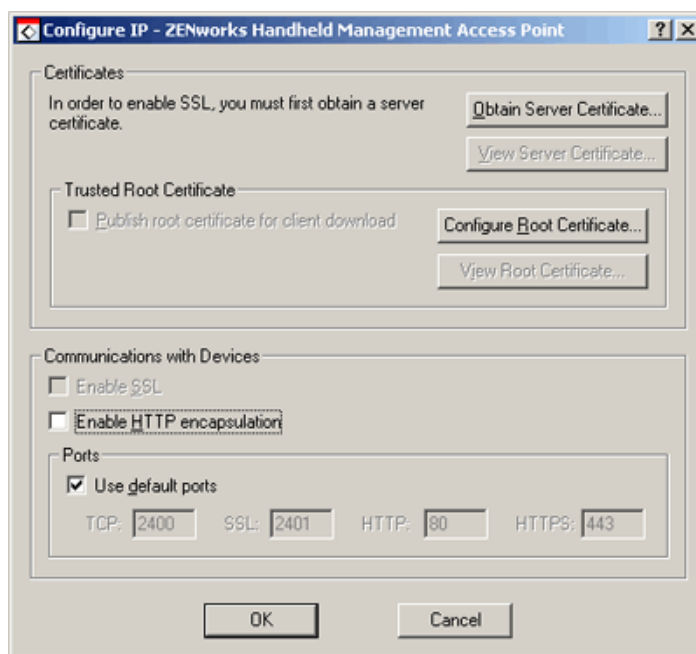 Configure IP - ZENworks Handheld Management Access Point
Certificates
In order to enable SSL, you must first obtain a server
certificate.
Obtain Server Certificate...
View Server Certificate...
Trusted Root Certificate
Publish root certificate for client download
Configure Root Certificate...
View Root Certificate...
Communications with Devices
Enable SSL
Enable HTTP encapsulation
Ports
Use default ports
TCP: 2400 SSL: 2401 HTTP: 80 HTTPS: 443
OK Cancel